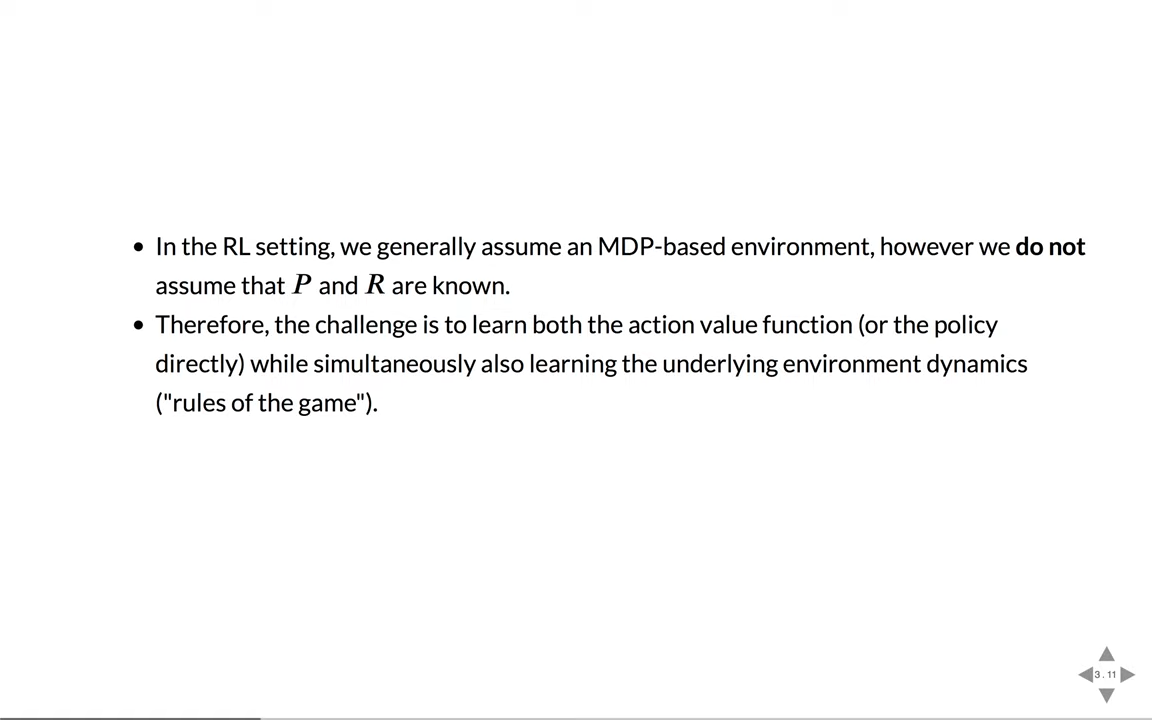 • In the RL setting, we generally assume an MDP-based environment, however we do not
assume that P and R are known.
• Therefore, the challenge is to learn both the action value function (or the policy
directly) while simultaneously also learning the underlying environment dynamics
("rules of the game").
3 . 11